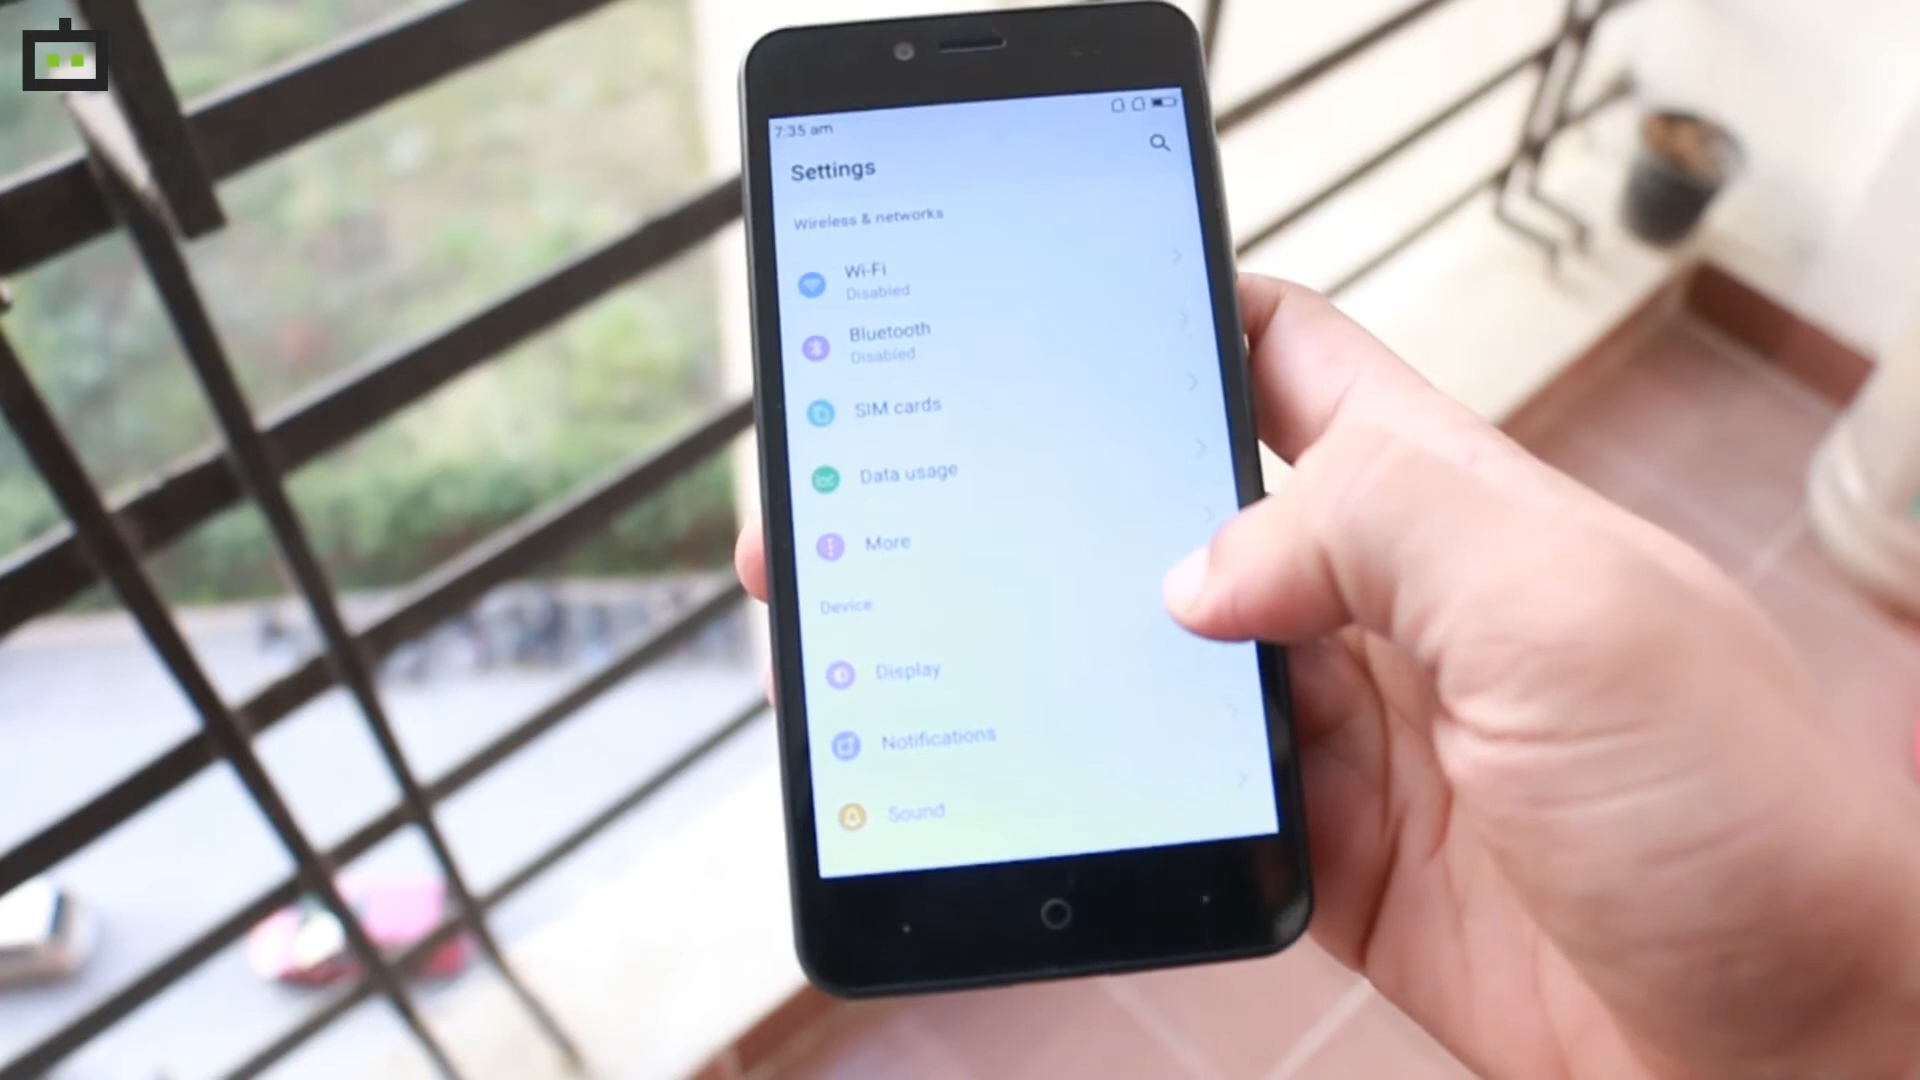 7:35 am
Settings
Wireless & networks
Wi-Fi
Disabled
Bluetooth
Disabled
SIM cards
Data usage
More
Device
Display
Notifications
Sound